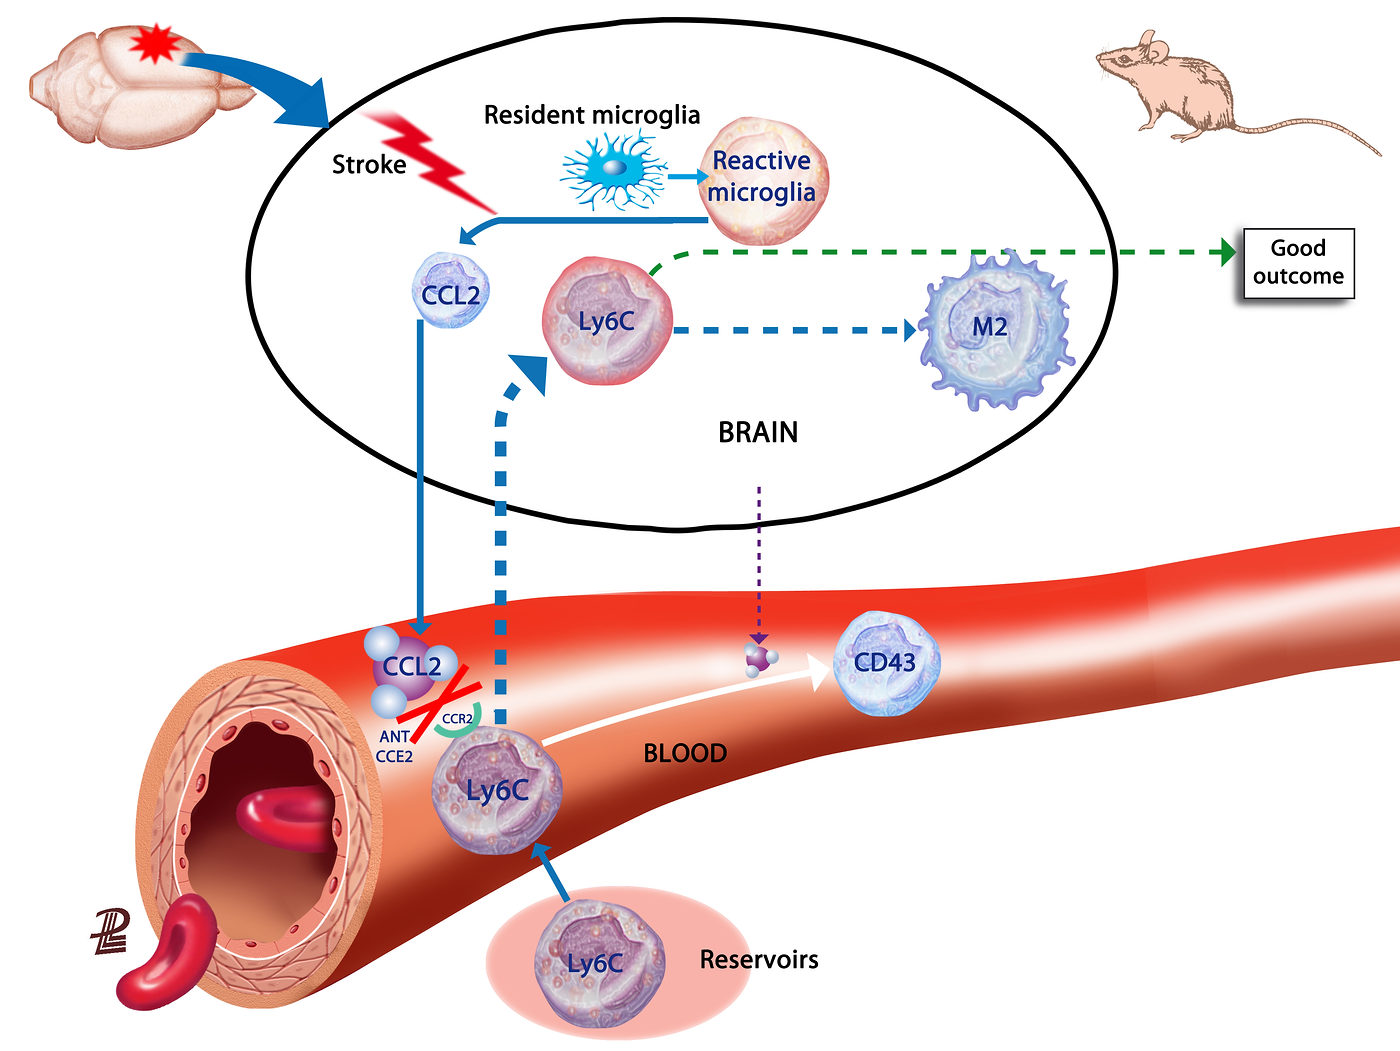 Resident microglia
Reactive
microglia
Stroke
Good
outcome
CCL2
Ly6C
M2
BRAIN
CCL2
CD43
CCR2
ANT
CCE2
BLOOD
Ly6C
Ly6C
Reservoirs